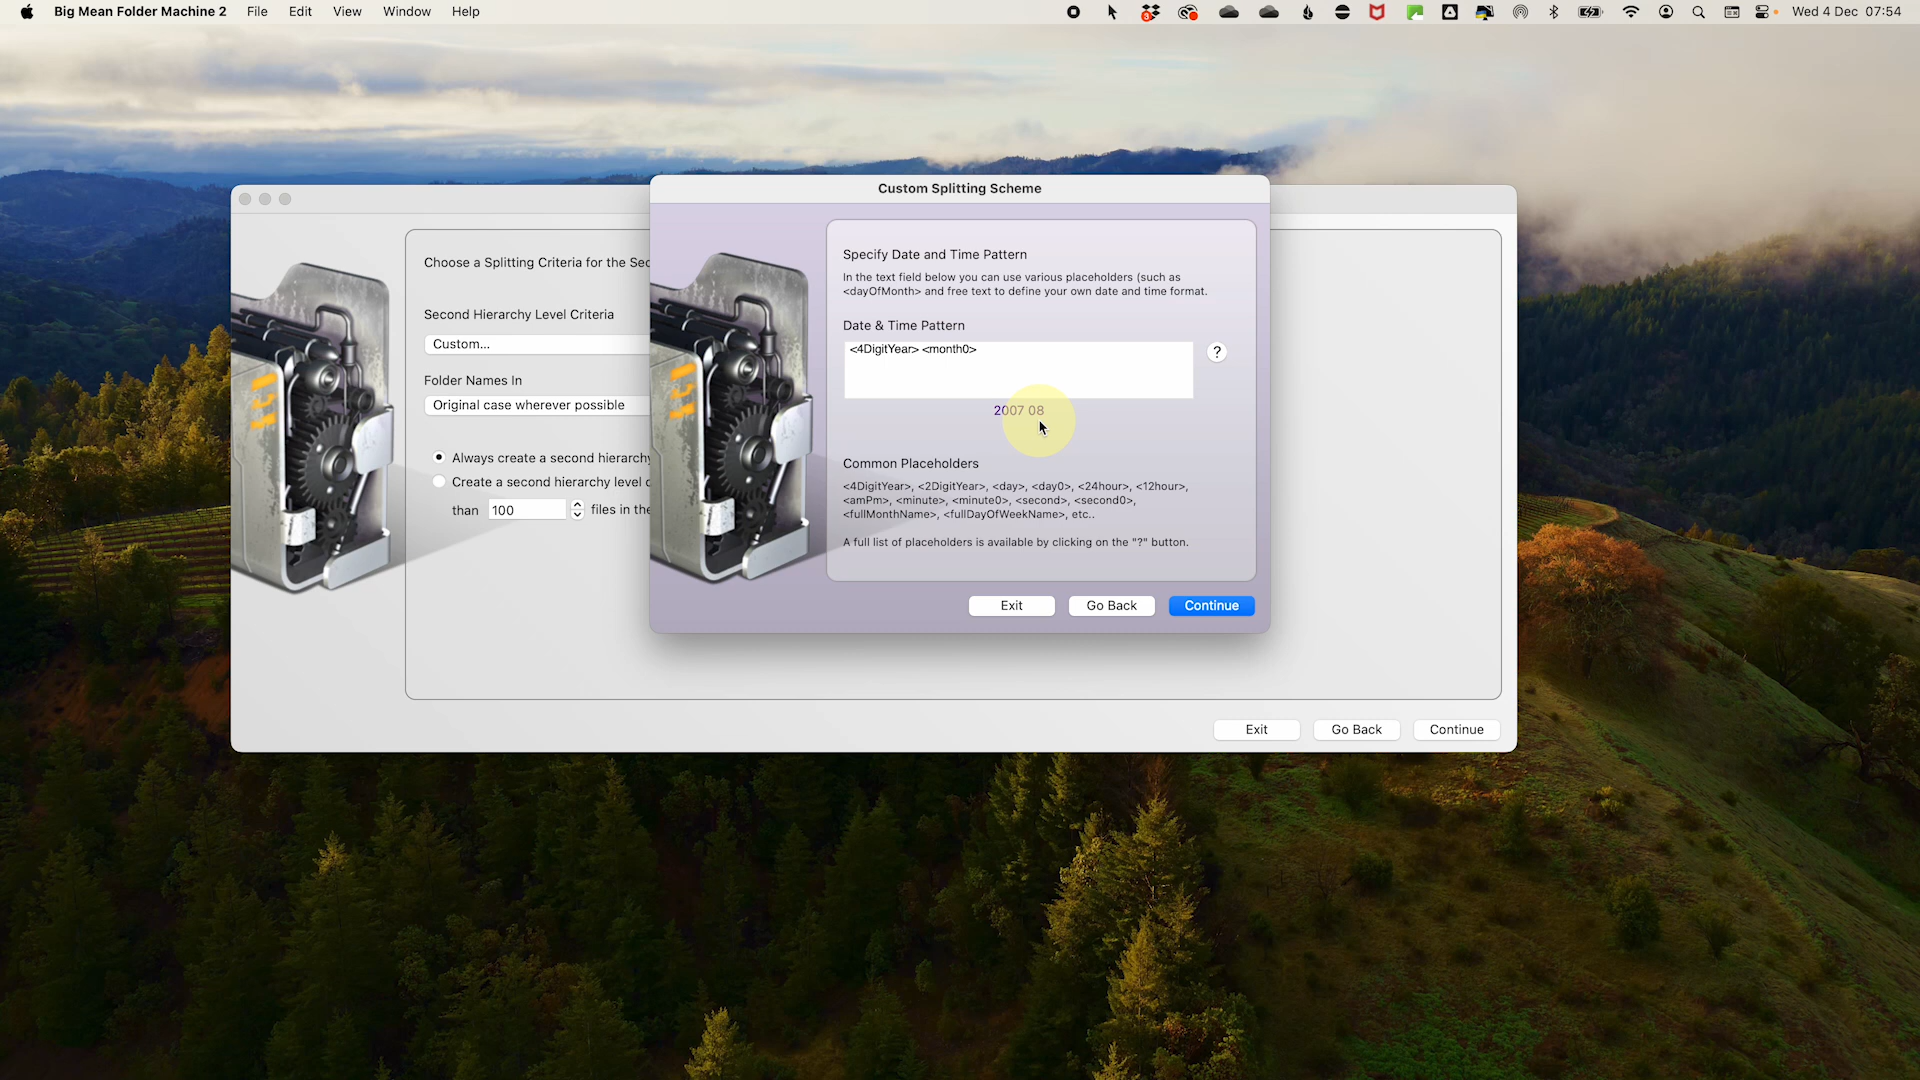 Big Mean Folder Machine 2 File Edit View Window Help
3
Wed 4 Dec 07:54
Custom Splitting Scheme
Choose a Splitting Criteria for the Sec
Second Hierarchy Level Criteria
Custom...
Folder Names In
Original case wherever possible
Always create a second hierarchy
Create a second hierarchy level o
than 100 files in the
Specify Date and Time Pattern
In the text field below you can use various placeholders (such as
<dayOfMonth> and free text to define your own date and time format.
Date & Time Pattern
<4DigitYear> <month0>
?
2007 08
Common Placeholders
<4DigitYear>, <2DigitYear>, <day>, <day0>, <24hour>, <12hour>,
<amPm>, <minute>, <minute0>, <second>, <second0>,
<fullMonthName>, <fullDayOfWeekName>, etc..
A full list of placeholders is available by clicking on the "?" button.
Exit Go Back Continue
Exit Go Back Continue